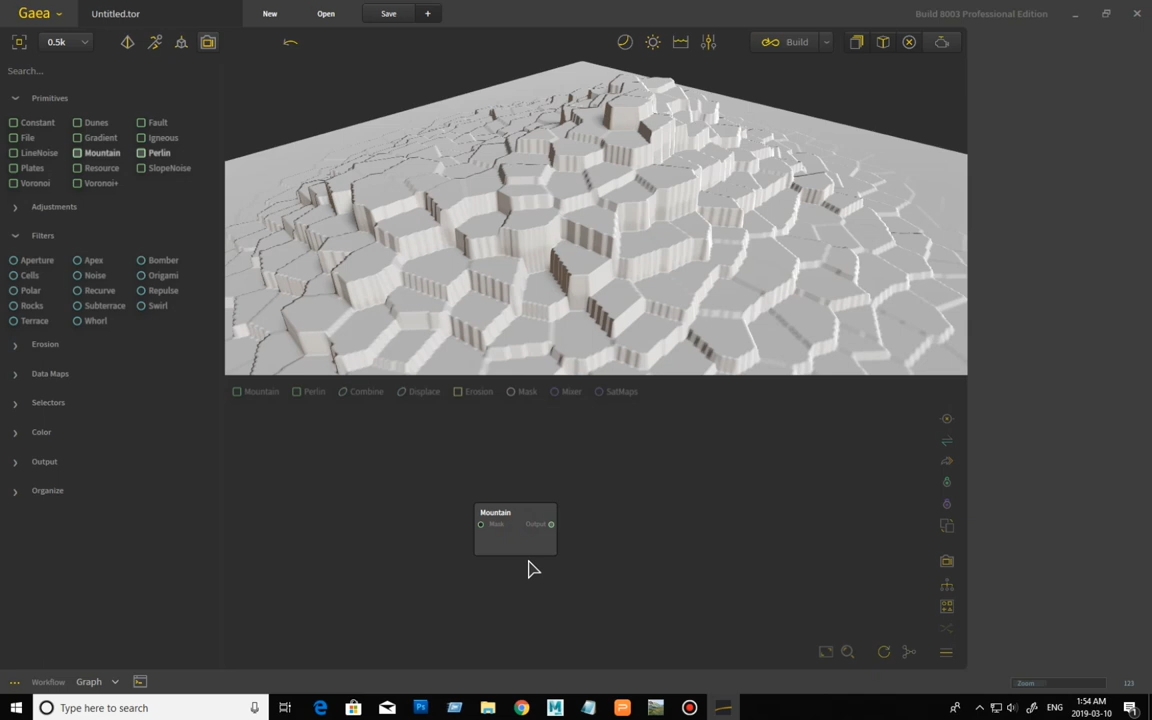 Gaea
Untitled.tor
New
Open
Save
+
Build 8003 Professional Edition
0.5k
Build
Search...
Primitives
Constant
Dunes
Fault
File
Gradient
Igneous
LineNoise
Mountain
Perlin
Plates
Resource
SlopeNoise
Voronoi
Voronoi+
Adjustments
Filters
Aperture
Apex
Bomber
Cells
Noise
Origami
Polar
Recurve
Repulse
Rocks
Subterrace
Swirl
Terrace
Whorl
Erosion
Data Maps
Selectors
Color
Output
Organize
Mountain
Perlin
Combine
Displace
Erosion
Mask
Mixer
SatMaps
Mountain
Mask
Output
Workflow
Graph
Zoom
123
Type here to search
ENG
1:54 AM
2019-03-10